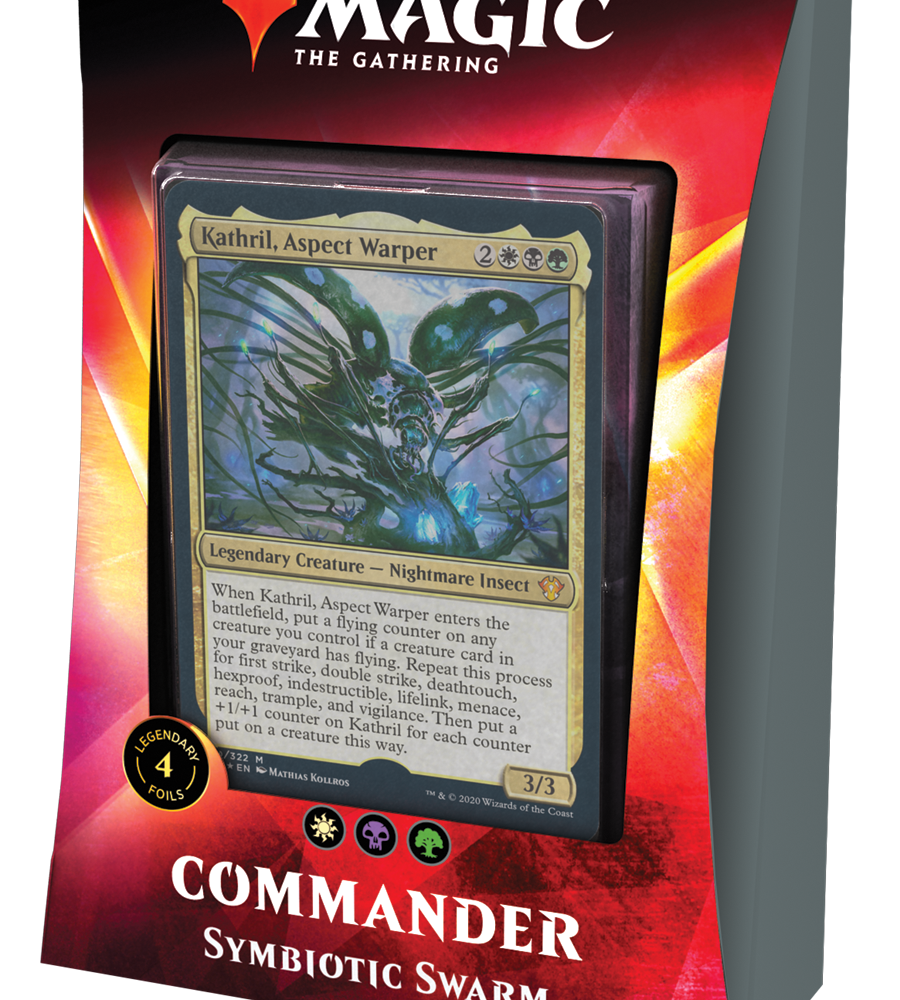 MAGIC
THE GATHERING
Kathril, Aspect Warper
2
Legendary Creature — Nightmare Insect
When Kathril, Aspect Warper enters the
battlefield, put a flying counter on any
creature you control if a creature card in
your graveyard has flying. Repeat this process
for first strike, double strike, deathtouch,
hexproof, indestructible, lifelink, menace,
reach, trample, and vigilance. Then put a
+1/+1 counter on Kathril for each counter
put on a creature this way.
3/3
/322 M
★ EN Mathias Kollros
™ & © 2020 Wizards of the Coast
LEGENDARY
4
FOILS
COMMANDER
Symbiotic Swarm